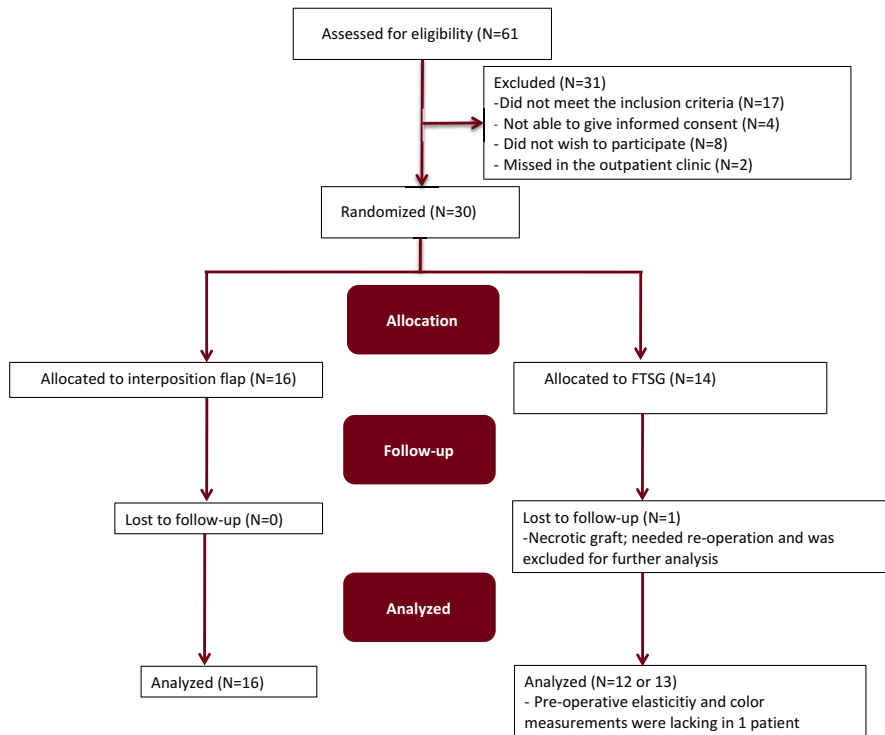 Assessed for eligibility (N=61
Excluded (N=31)
-Did not meet the inclusion criteria (N=17)
- Not able to give informed consent (N=4)
- Did not wish to participate (N=8)
- Missed in the outpatient clinic (N=2)
Randomized (N=30)
Allocation
Allocated to interposition flap (N=16)
Allocated to FTSG (N=14)
Follow-up
Lost to follow-up (N=0)
Lost to follow-up (N=1)
-Necrotic graft; needed re-operation and was
excluded for further analysis
Analyzed
Analyzed (N=16)
Analyzed (N=12 or 13)
- Pre-operative elasticitiy and color
measurements were lacking in 1 patient